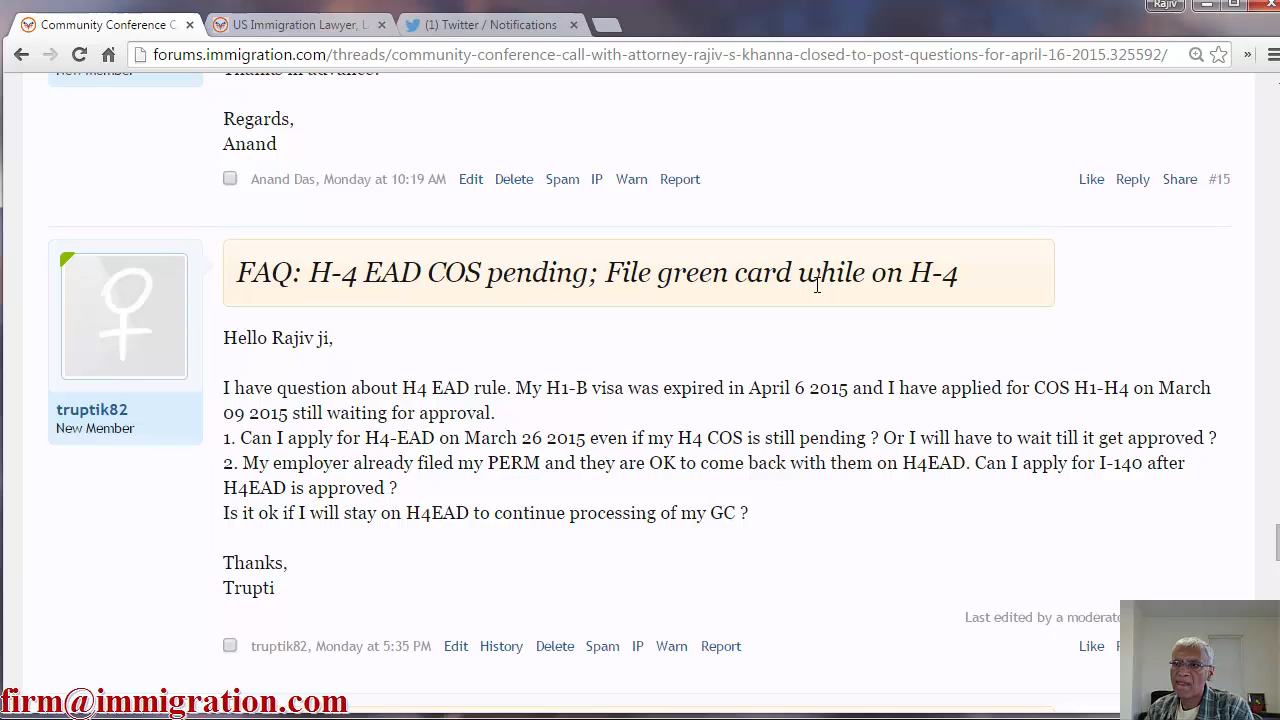 Rajiv
Community Conference C
US Immigration Lawyer, L
(1) Twitter / Notifications
forums.immigration.com/threads/community-conference-call-with-attorney-rajiv-s-khanna-closed-to-post-questions-for-april-16-2015.325592/
New Member
Thanks in advance.
Regards,
Anand
Anand Das, Monday at 10:19 AM Edit Delete Spam IP Warn Report Like Reply Share #15
FAQ: H-4 EAD COS pending; File green card while on H-4
Hello Rajiv ji,
I have question about H4 EAD rule. My H1-B visa was expired in April 6 2015 and I have applied for COS H1-H4 on March
09 2015 still waiting for approval.
1. Can I apply for H4-EAD on March 26 2015 even if my H4 COS is still pending ? Or I will have to wait till it get approved ?
2. My employer already filed my PERM and they are OK to come back with them on H4EAD. Can I apply for I-140 after
H4EAD is approved ?
Is it ok if I will stay on H4EAD to continue processing of my GC ?
Thanks,
Trupti
truptik82
New Member
Last edited by a moderato
truptik82, Monday at 5:35 PM Edit History Delete Spam IP Warn Report Like
firm@immigration.com